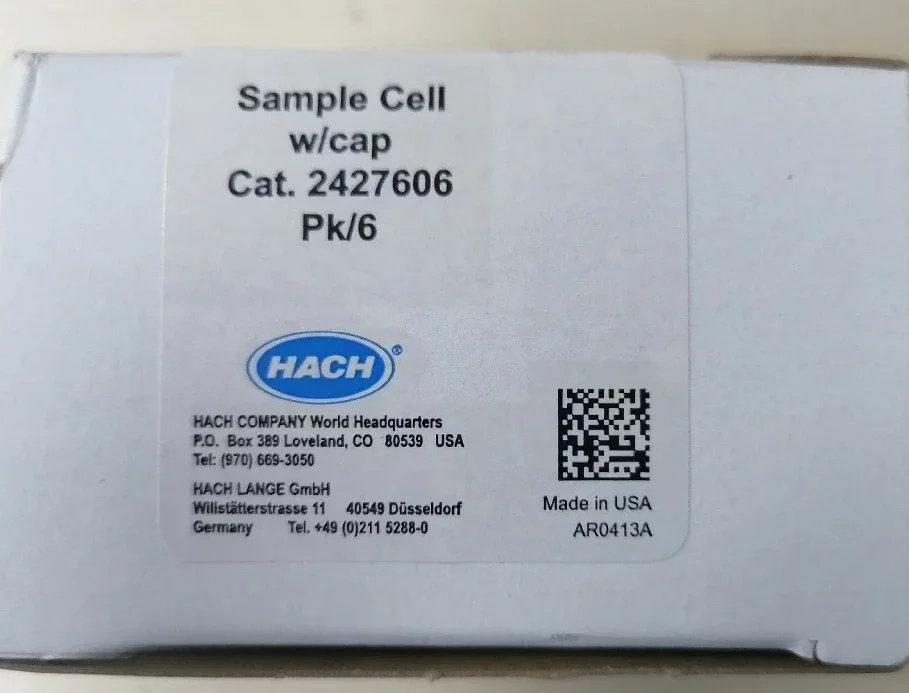 Sample Cell
w/cap
Cat. 2427606
Pk/6
HACH®
HACH COMPANY World Headquarters
P.O. Box 389 Loveland, CO 80539 USA
Tel: (970) 669-3050
HACH LANGE GmbH
Willstätterstrasse 11 40549 Düsseldorf
Germany Tel. +49 (0)211 5288-0
Made in USA
AR0413A